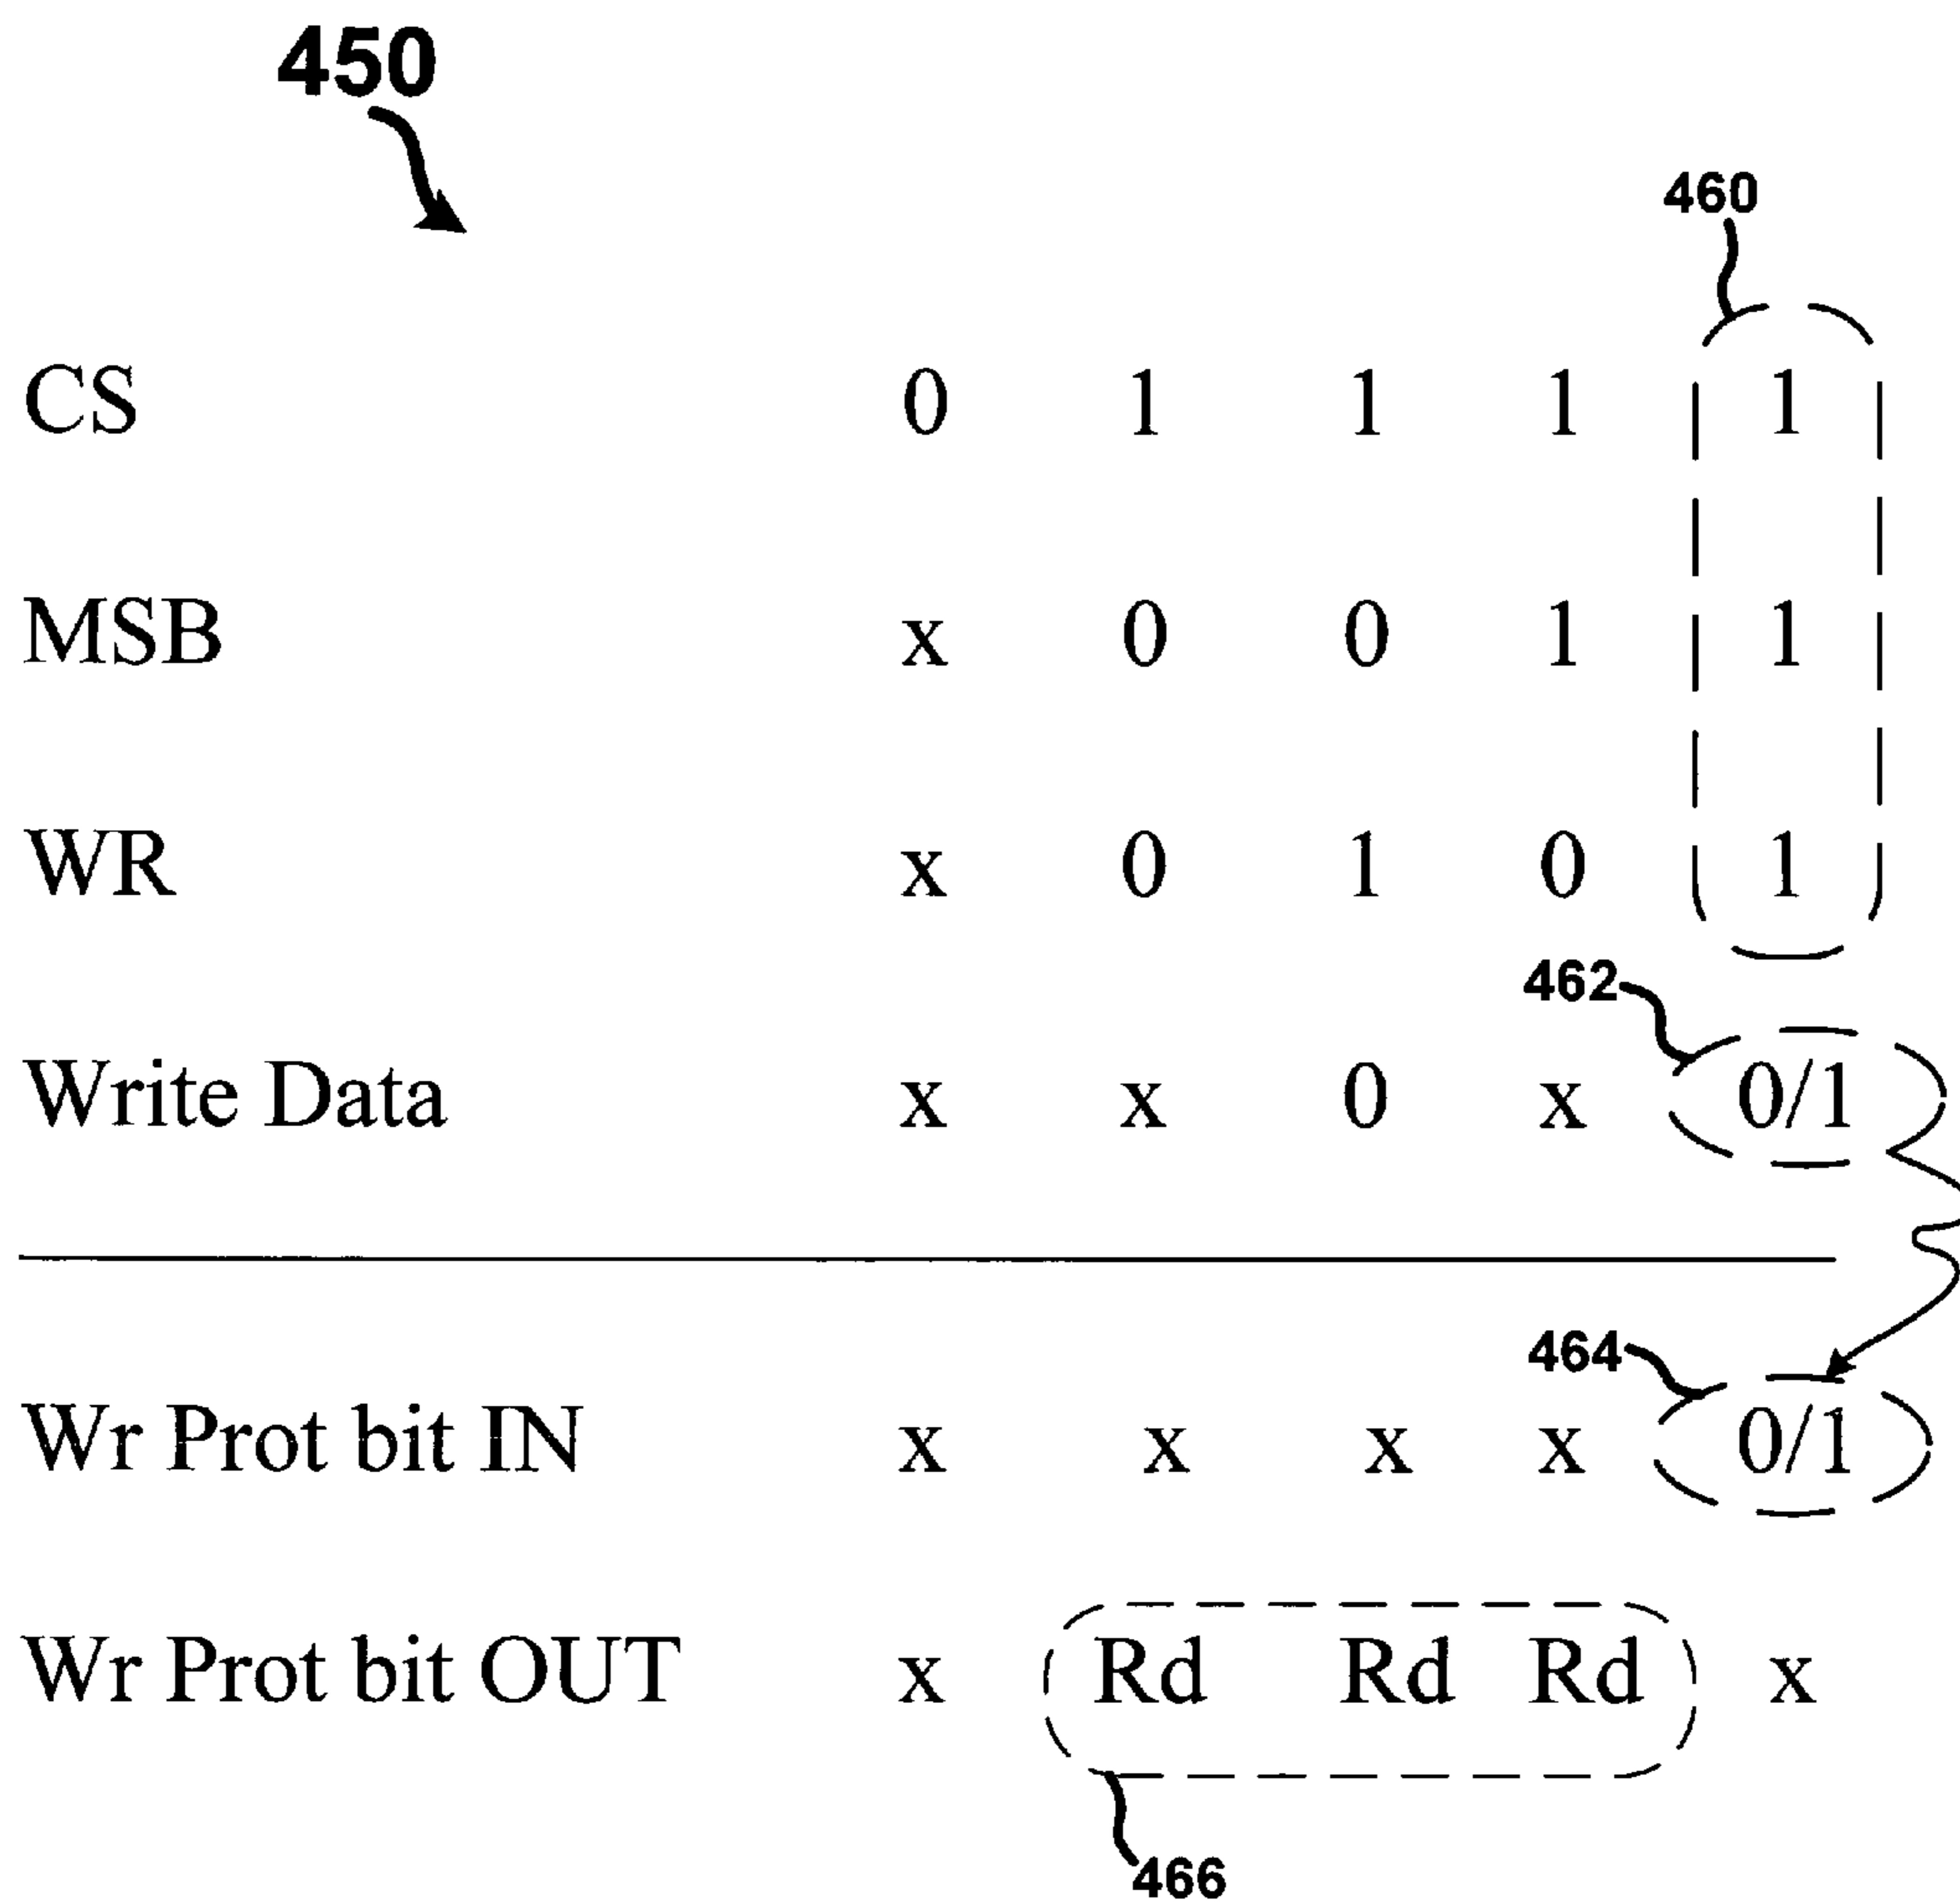 450
460
CS 0 1 1 1 1
MSB x 0 0 1 1
WR x 0 1 0 1
462
Write Data x x 0 x 0/1
464
Wr Prot bit IN x x x x 0/1
Wr Prot bit OUT x Rd Rd Rd x
466